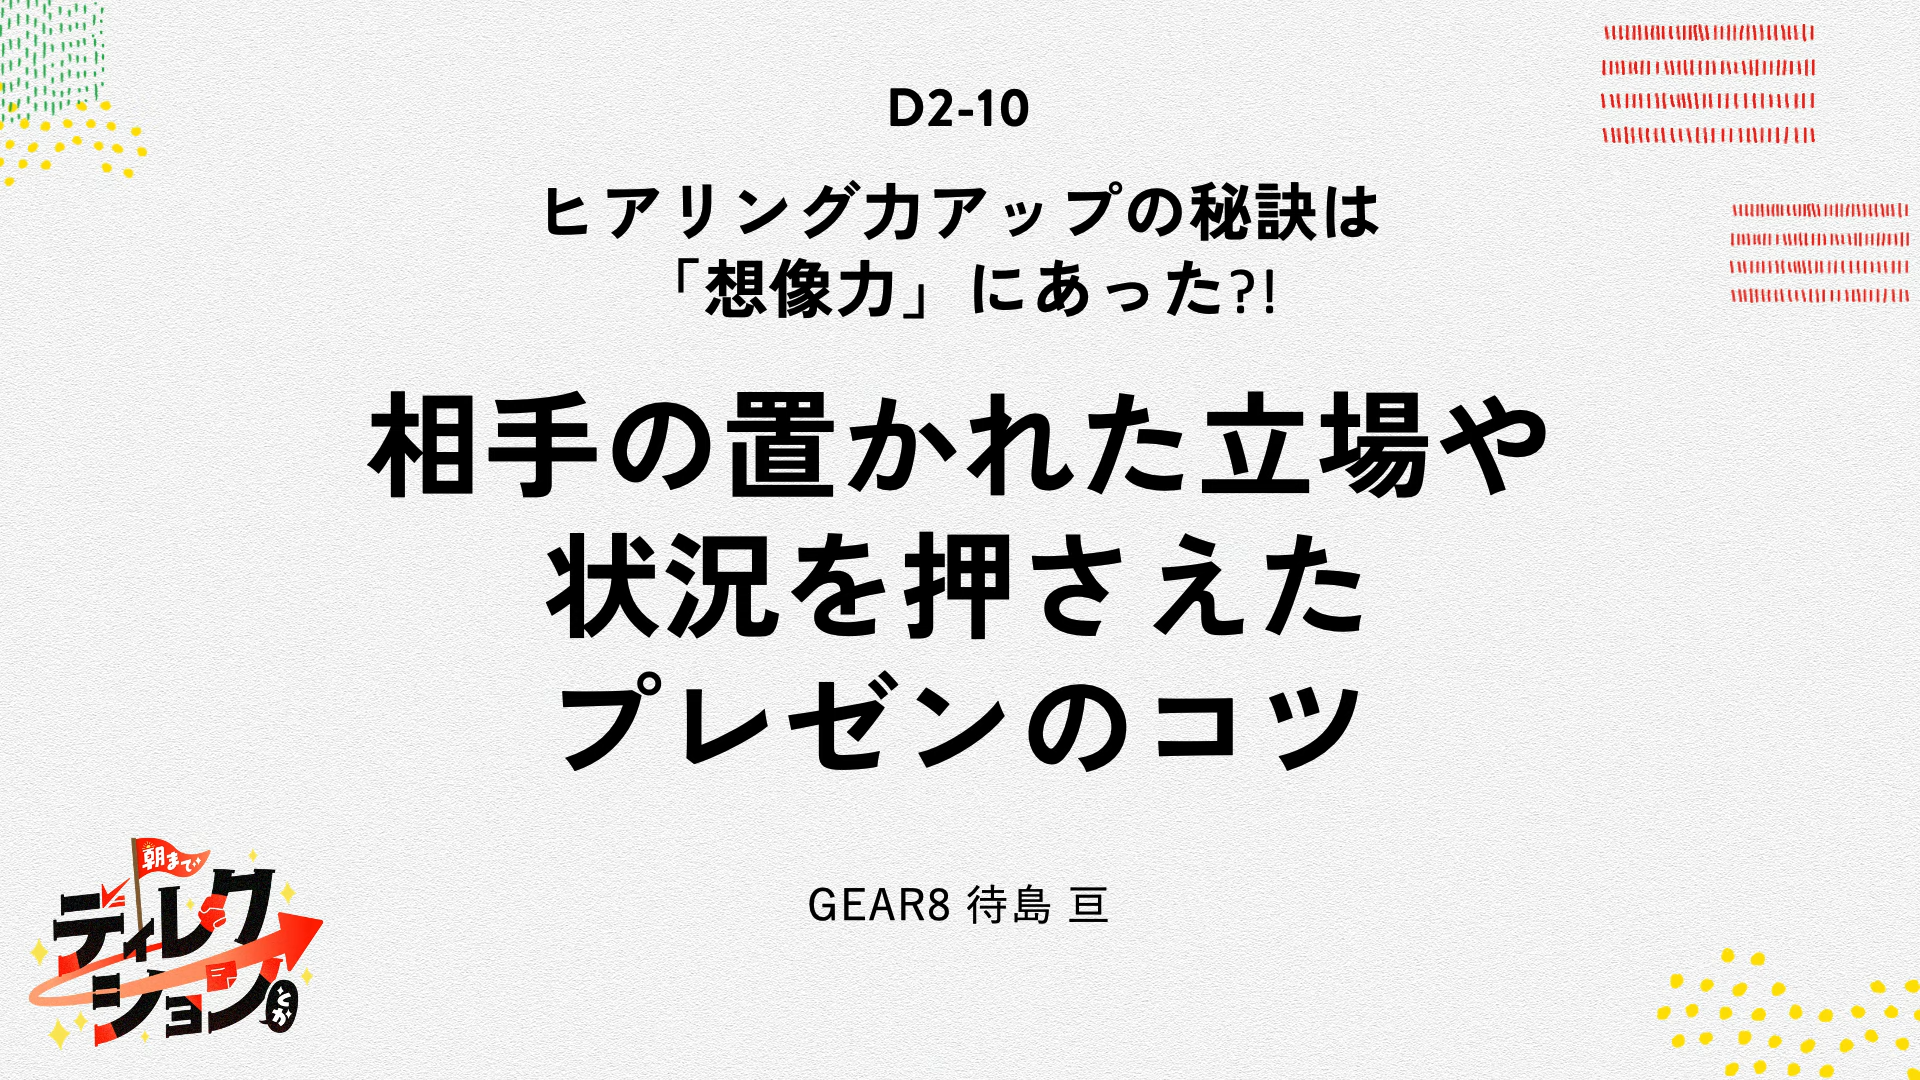 D2-10
ヒアリング力アップの秘訣は
「想像力」にあった?!
相手の置かれた立場や
状況を押さえた
プレゼンのコツ
GEAR8 待島 亘
朝まで
ディレク
ション
とか